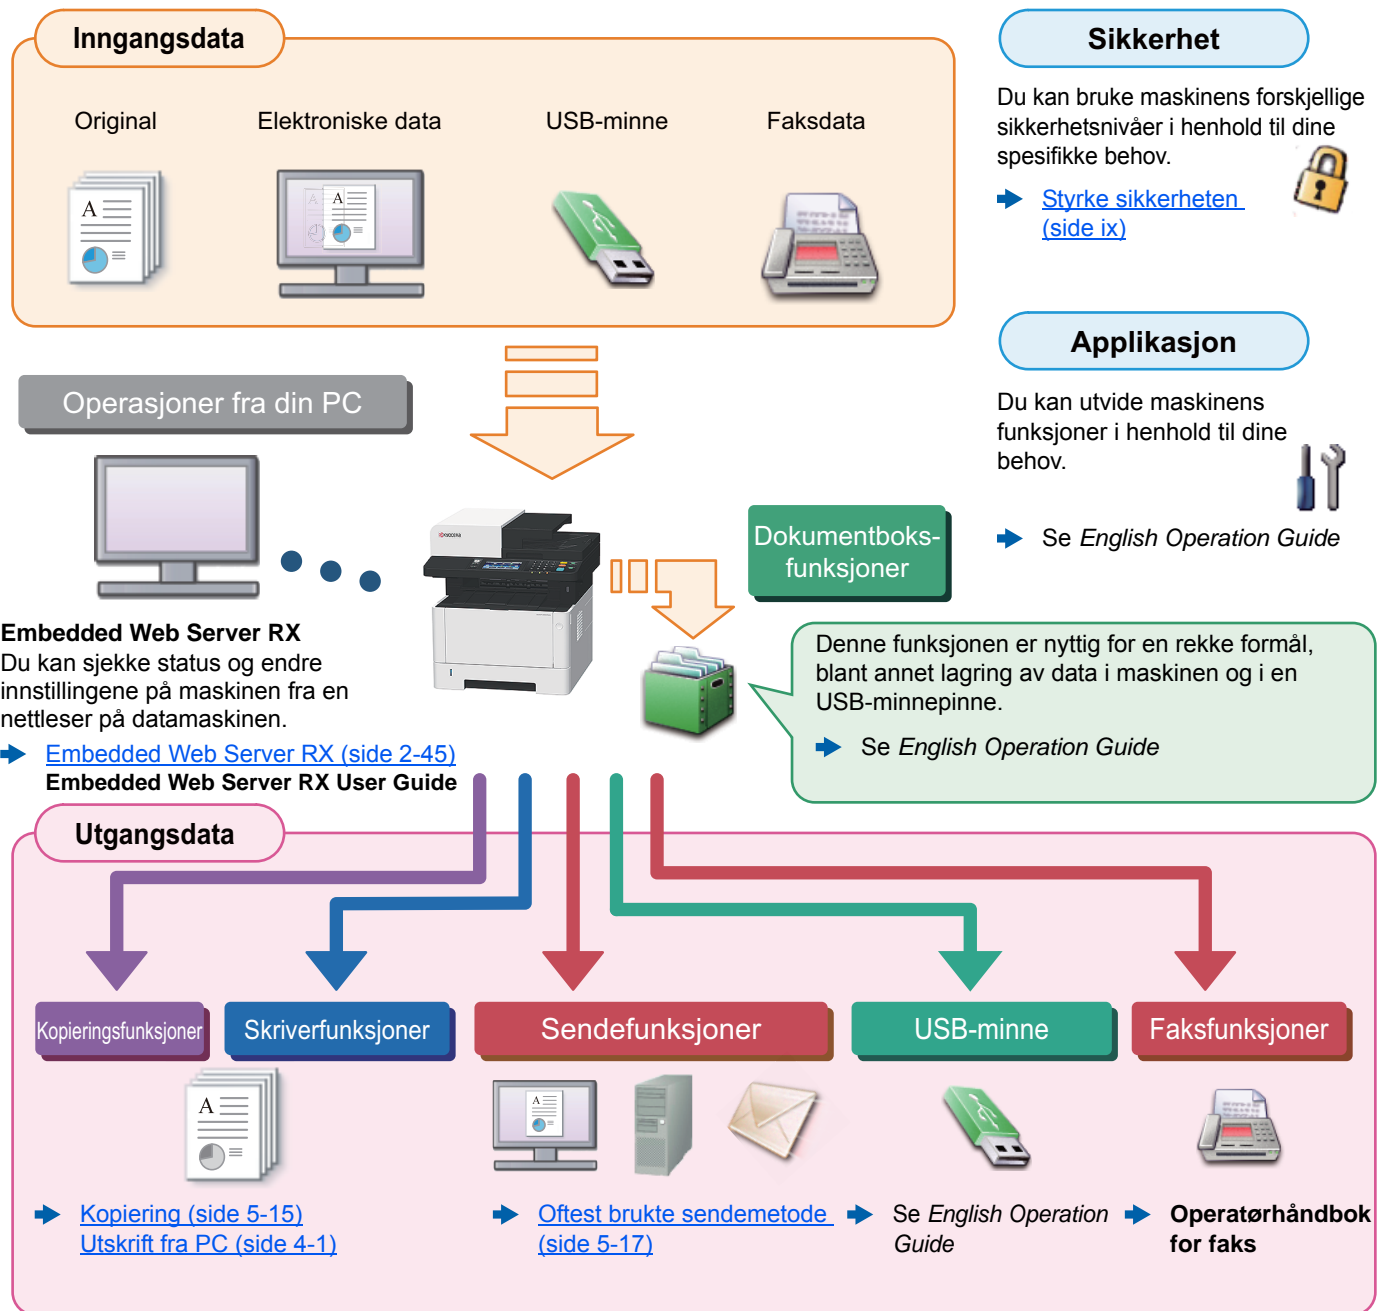 Inngangsdata
Original
Elektroniske data
USB-minne
Faksdata
Sikkerhet
Du kan bruke maskinens forskjellige
sikkerhetsnivåer i henhold til dine
spesifikke behov.
Styrke sikkerheten
(side ix)
Applikasjon
Du kan utvide maskinens
funksjoner i henhold til dine
behov.
Se English Operation Guide
Operasjoner fra din PC
KYOCERA
Dokumentboks-
funksjoner
Embedded Web Server RX
Du kan sjekke status og endre
innstillingene på maskinen fra en
nettleser på datamaskinen.
Embedded Web Server RX (side 2-45)
Embedded Web Server RX User Guide
Denne funksjonen er nyttig for en rekke formål,
blant annet lagring av data i maskinen og i en
USB-minnepinne.
Se English Operation Guide
Utgangsdata
Kopieringsfunksjoner
Skriverfunksjoner
Sendefunksjoner
USB-minne
Faksfunksjoner
Kopiering (side 5-15)
Utskrift fra PC (side 4-1)
Oftest brukte sendemetode
(side 5-17)
Se English Operation
Guide
Operatørhåndbok
for faks